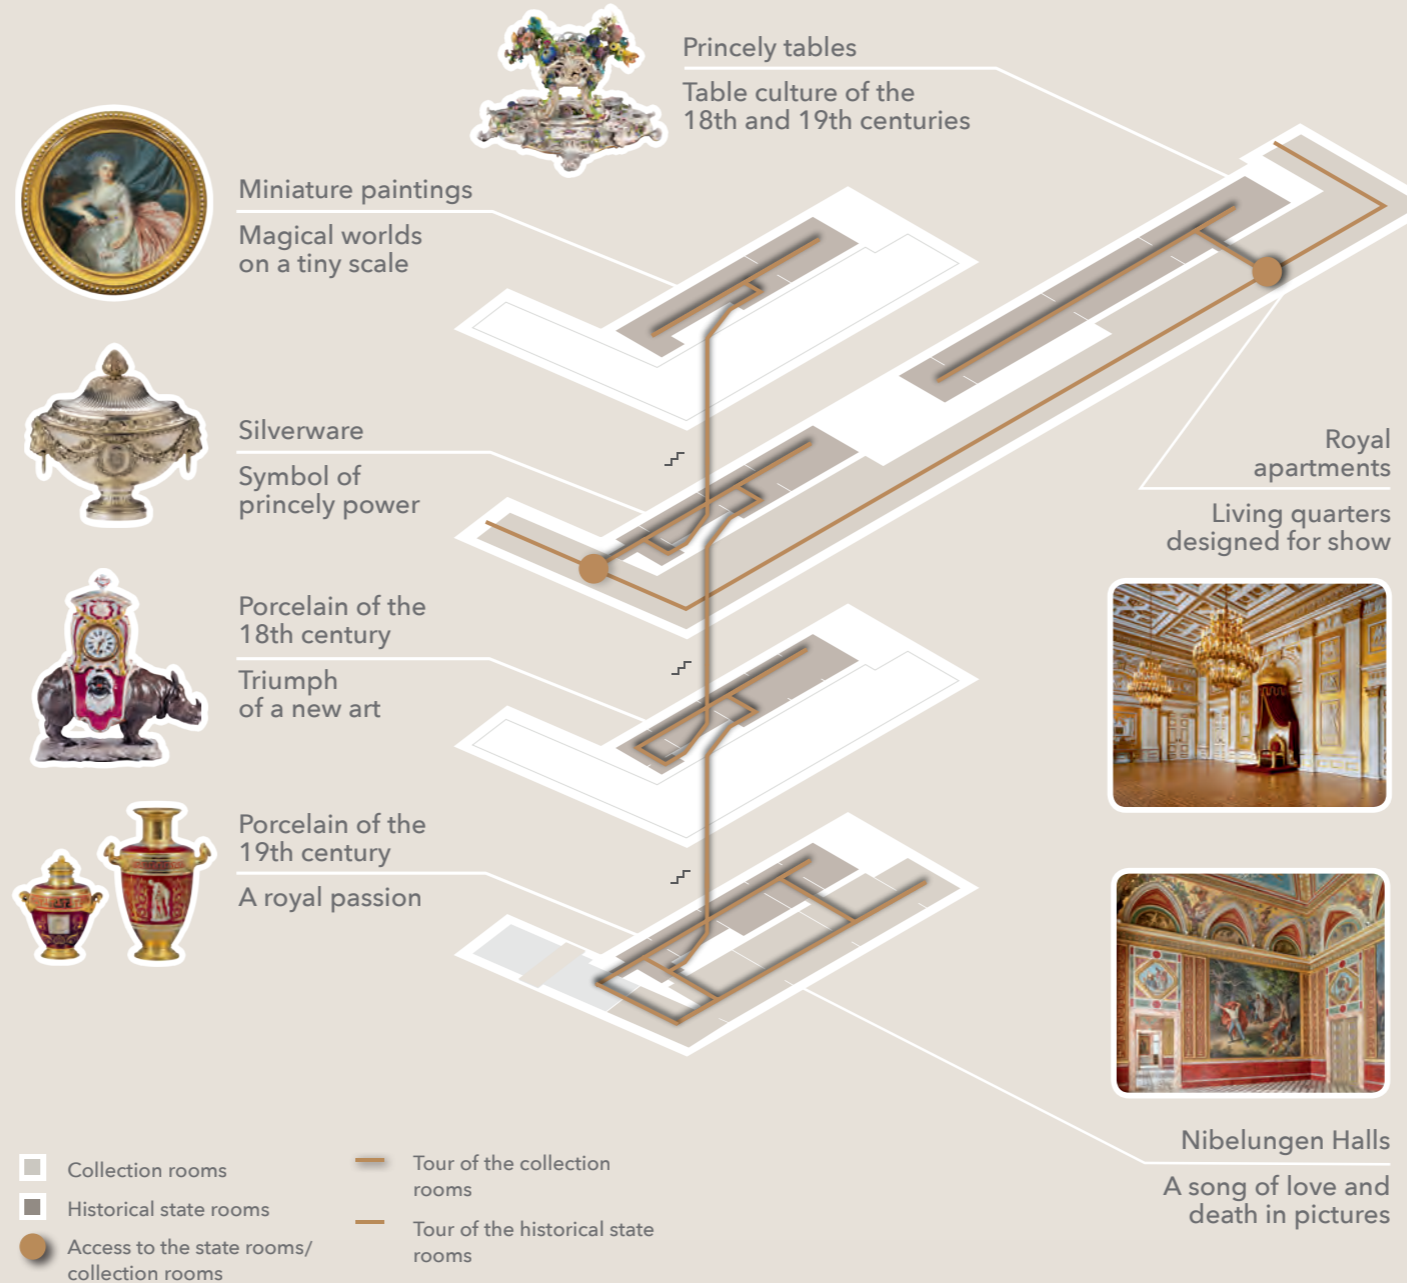 Princely tables
Table culture of the
18th and 19th centuries
Miniature paintings
Magical worlds
on a tiny scale
Silverware
Symbol of
princely power
Royal
apartments
Living quarters
designed for show
Porcelain of the
18th century
Triumph
of a new art
Porcelain of the
19th century
A royal passion
Nibelungen Halls
A song of love and
death in pictures
Collection rooms
Historical state rooms
Access to the state rooms/
collection rooms
Tour of the collection
rooms
Tour of the historical state
rooms